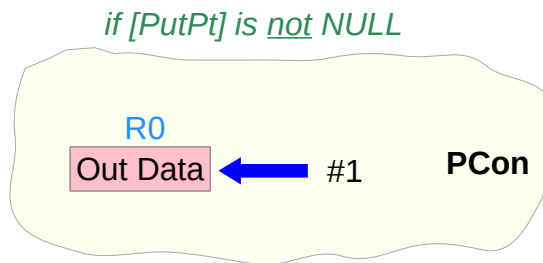 if [PutPt] is not NULL
R0
Out Data
#1
PCon